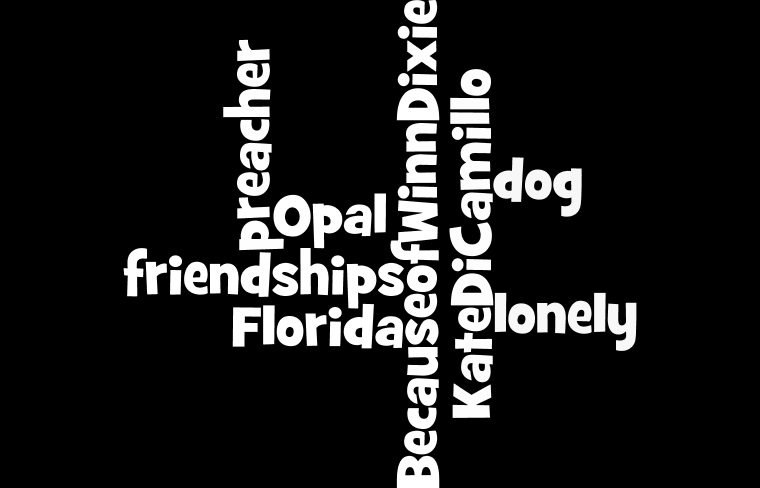 preacher
BecauseofWinnDixie
KateDiCamillo
dog
Opal
friendships
Florida
lonely